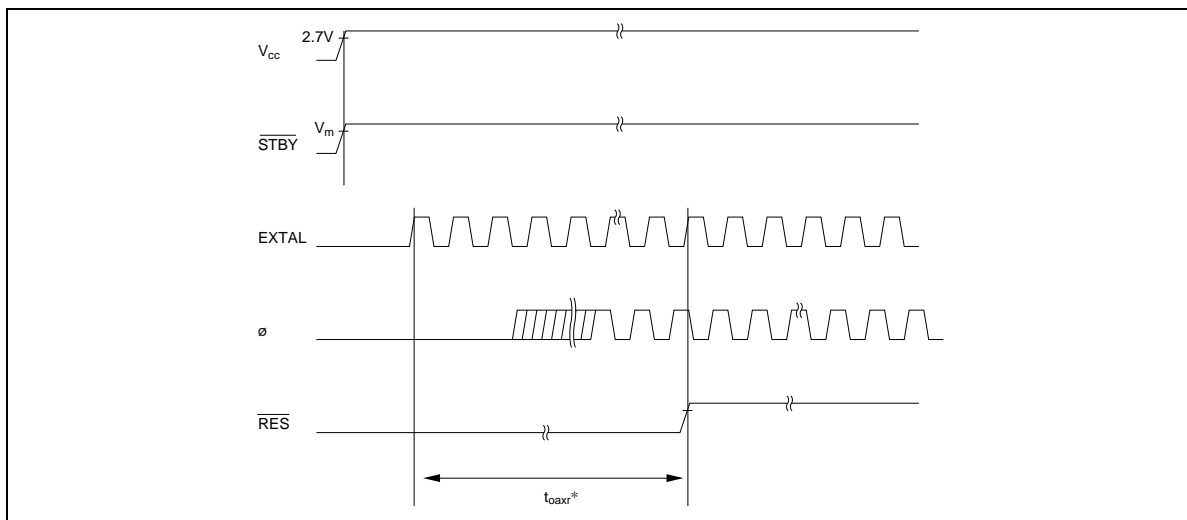 2.7V
Vcc
Vm
STBY
EXTAL
ø
RES
toaxr*